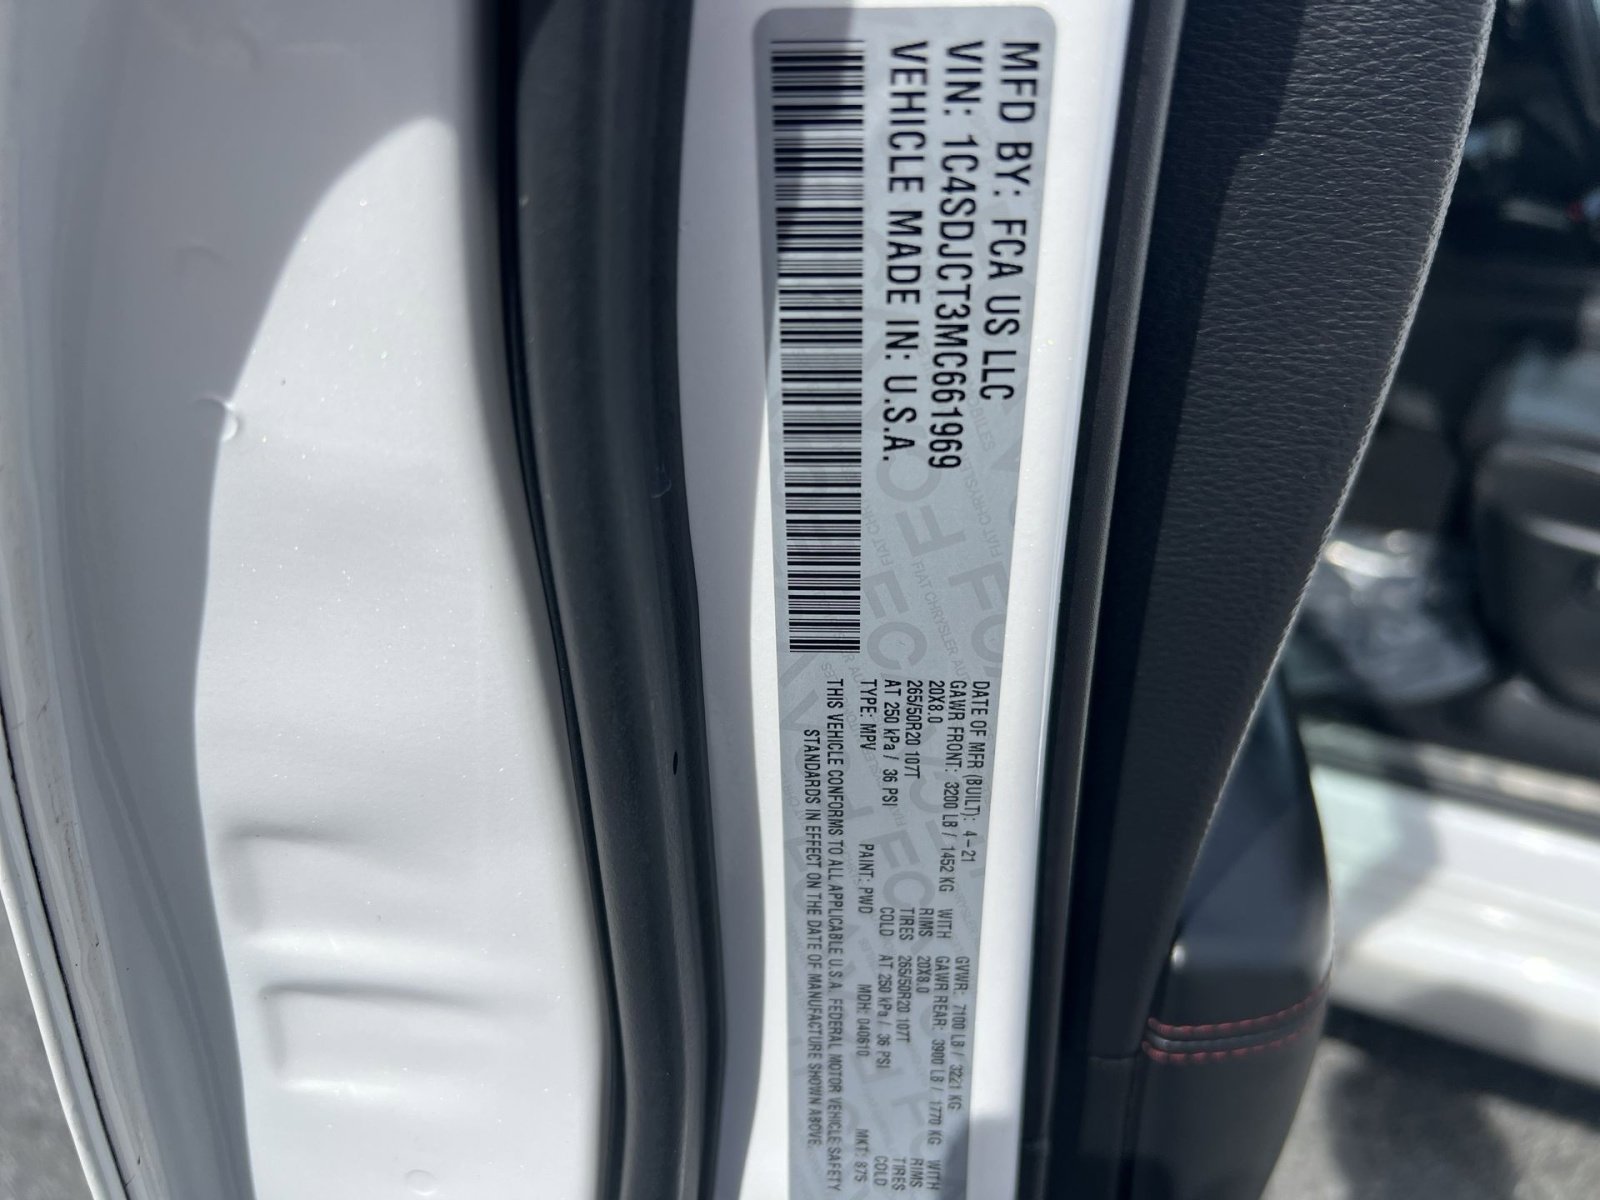 MFD BY: FCA US LLC
VIN: 1C4SDJCT3MC661969
VEHICLE MADE IN: U.S.A.
DATE OF MFR (BUILT): 4-21 GVWR: 7100 LB / 3221 KG
GAWR FRONT: 3200 LB / 1452 KG WITH GAWR REAR: 3900 LB / 1770 KG WITH
20X8.0 RIMS 20X8.0 RIMS
265/50R20 107T TIRES 265/50R20 107T TIRES
AT 250 kPa / 36 PSI COLD AT 250 kPa / 36 PSI COLD
TYPE: MPV PAINT: PWD MDH: 040610 MKT: 875
THIS VEHICLE CONFORMS TO ALL APPLICABLE U.S.A. FEDERAL MOTOR VEHICLE SAFETY
STANDARDS IN EFFECT ON THE DATE OF MANUFACTURE SHOWN ABOVE.